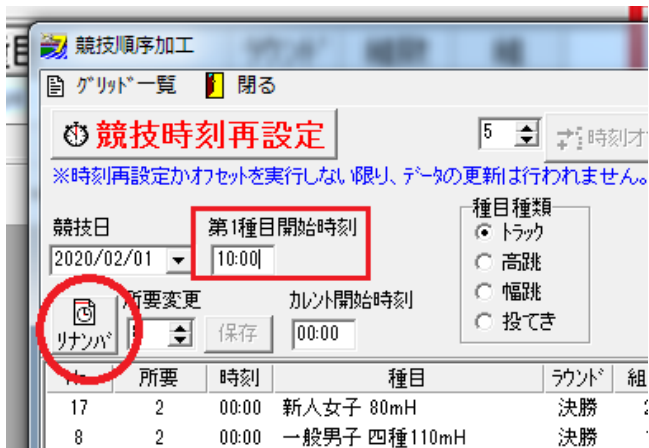 競技順序加工
グリッド一覧 閉る
競技時刻再設定 5 時刻オフ
※時刻再設定かオフセットを実行しない限り、データの更新は行われません。
競技日 第1種目開始時刻 種目種類
2020/02/01 10:00 トラック
高跳
幅跳
投てき
リナンバ 所要変更 カレント開始時刻
保存 00:00
所要 時刻 種目 ラウンド 組
17 2 00:00 新人女子 80mH 決勝 2
8 2 00:00 一般男子 四種110mH 決勝